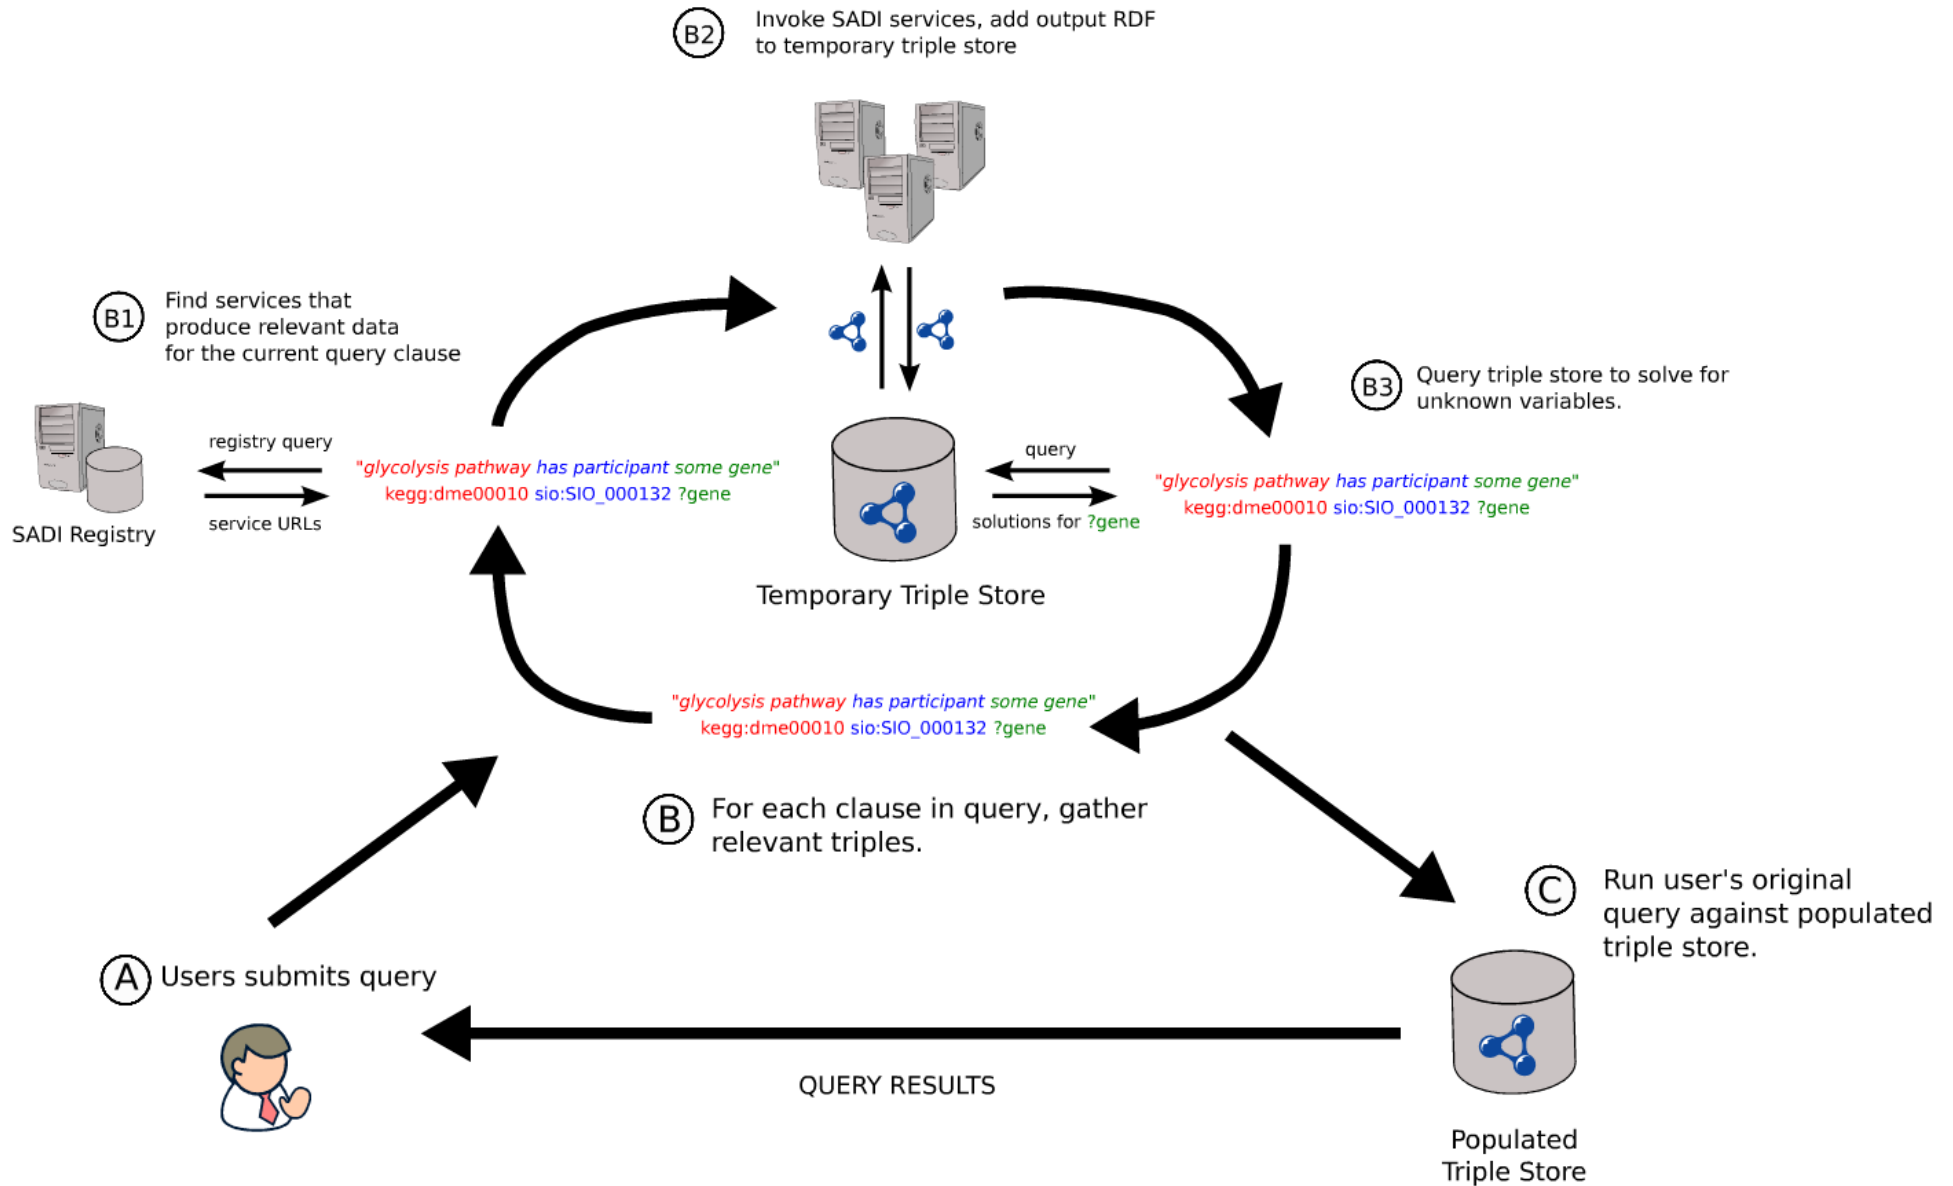 B2
Invoke SADI services, add output RDF
to temporary triple store
B1
Find services that
produce relevant data
for the current query clause
B3
Query triple store to solve for
unknown variables.
registry query
service URLs
SADI Registry
"glycolysis pathway has participant some gene"
kegg:dme00010 sio:SIO_000132 ?gene
query
solutions for ?gene
"glycolysis pathway has participant some gene"
kegg:dme00010 sio:SIO_000132 ?gene
Temporary Triple Store
"glycolysis pathway has participant some gene"
kegg:dme00010 sio:SIO_000132 ?gene
B
For each clause in query, gather
relevant triples.
C
Run user's original
query against populated
triple store.
A
Users submits query
QUERY RESULTS
Populated
Triple Store